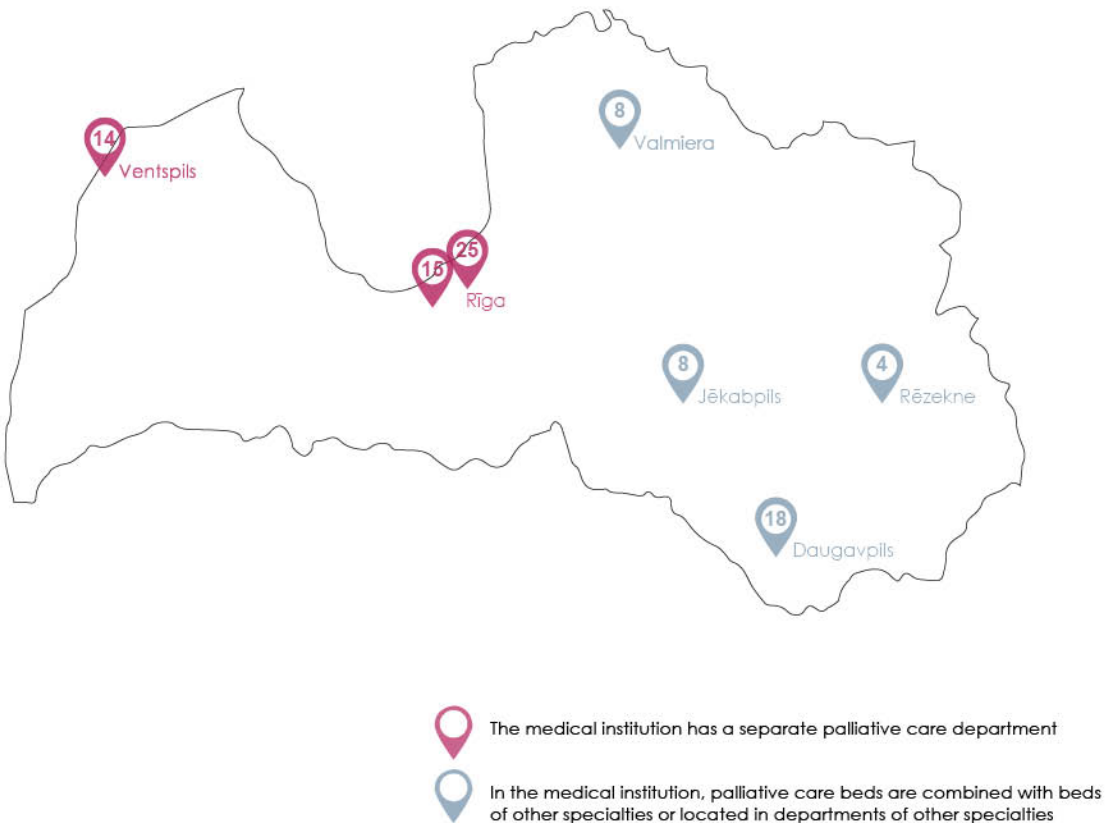 8
Valmiera
14
Ventspils
25
15
Rīga
8
Jēkabpils
4
Rēzekne
18
Daugavpils
The medical institution has a separate palliative care department
In the medical institution, palliative care beds are combined with beds
of other specialties or located in departments of other specialties